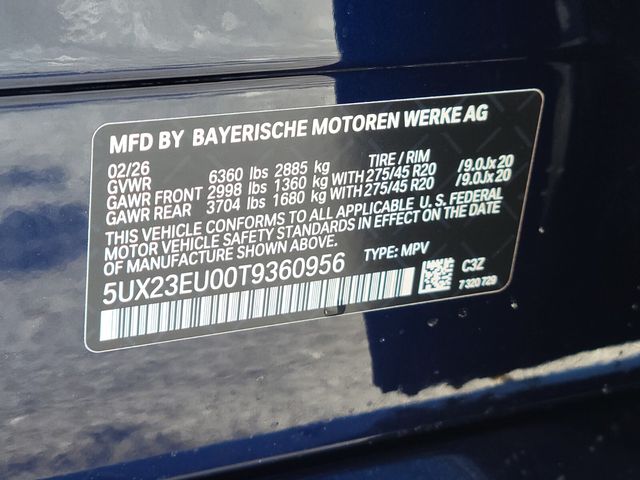 MFD BY BAYERISCHE MOTOREN WERKE AG
02/26 TIRE / RIM
GVWR 6360 lbs 2885 kg
GAWR FRONT 2998 lbs 1360 kg WITH 275/45 R20 /9.0Jx20
GAWR REAR 3704 lbs 1680 kg WITH 275/45 R20 /9.0Jx20
THIS VEHICLE CONFORMS TO ALL APPLICABLE U.S. FEDERAL
MOTOR VEHICLE SAFETY STANDARDS IN EFFECT ON THE DATE
OF MANUFACTURE SHOWN ABOVE.
5UX23EU00T9360956 TYPE: MPV
C3Z
7 320 729